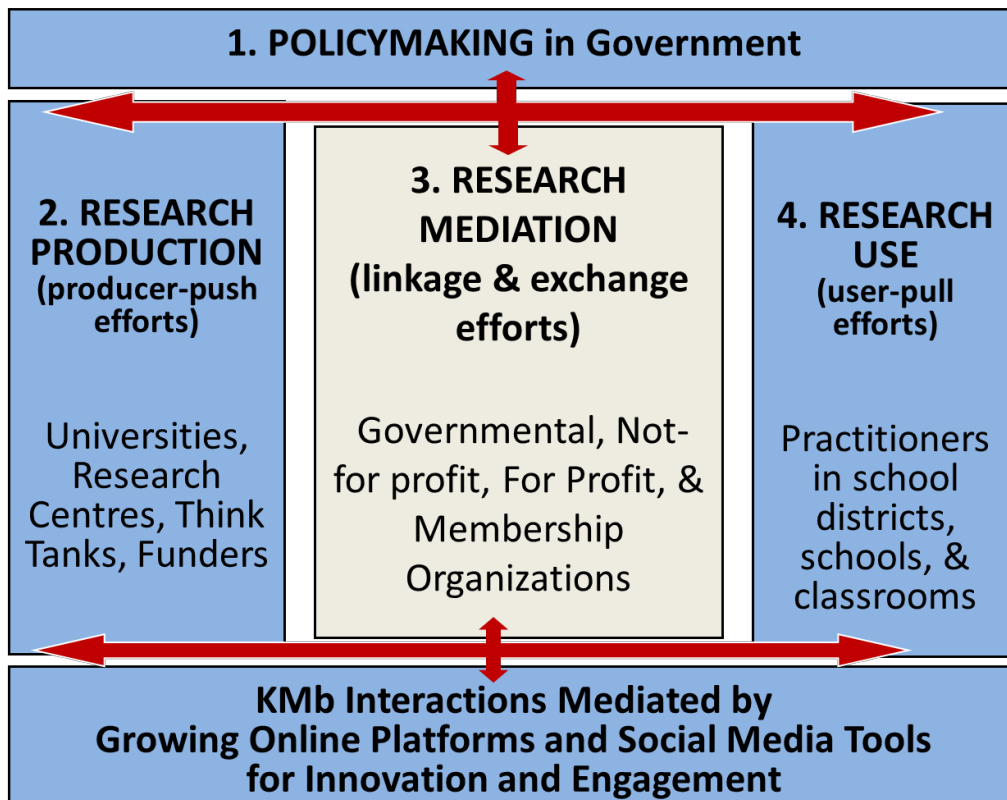 1. POLICYMAKING in Government
2. RESEARCH
PRODUCTION
(producer-push
efforts)
Universities,
Research
Centres, Think
Tanks, Funders
3. RESEARCH
MEDIATION
(linkage & exchange
efforts)
Governmental, Not-
for profit, For Profit, &
Membership
Organizations
4. RESEARCH
USE
(user-pull
efforts)
Practitioners
in school
districts,
schools, &
classrooms
KMb Interactions Mediated by
Growing Online Platforms and Social Media Tools
for Innovation and Engagement